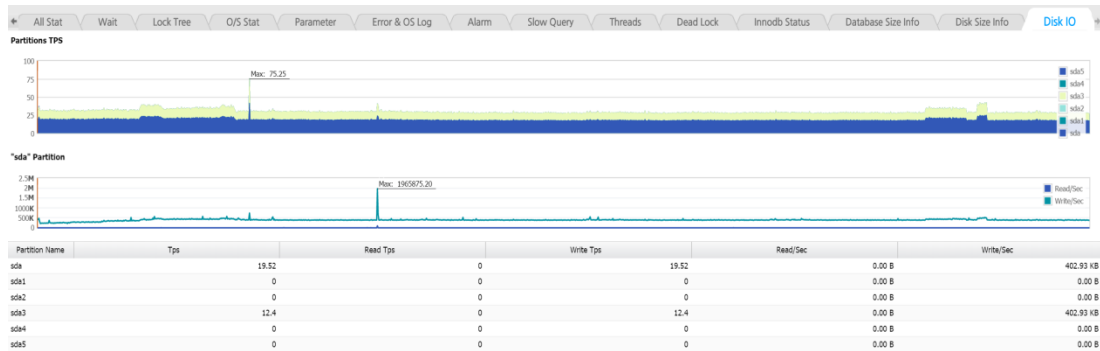 All Stat Wait Lock Tree O/S Stat Parameter Error & OS Log Alarm Slow Query Threads Dead Lock Innodb Status Database Size Info Disk Size Info Disk IO
Partitions TPS
100
75
50
25
0
Max: 75.25
sda5
sda4
sda3
sda2
sda1
sda
"sda" Partition
2.5M
2M
1.5M
1000K
500K
0
Max: 1965875.20
Read/Sec
Write/Sec
Partition Name Tps Read Tps Write Tps Read/Sec Write/Sec
sda 19.52 0 19.52 0.00 B 402.93 KB
sda1 0 0 0 0.00 B 0.00 B
sda2 0 0 0 0.00 B 0.00 B
sda3 12.4 0 12.4 0.00 B 402.93 KB
sda4 0 0 0 0.00 B 0.00 B
sda5 0 0 0 0.00 B 0.00 B